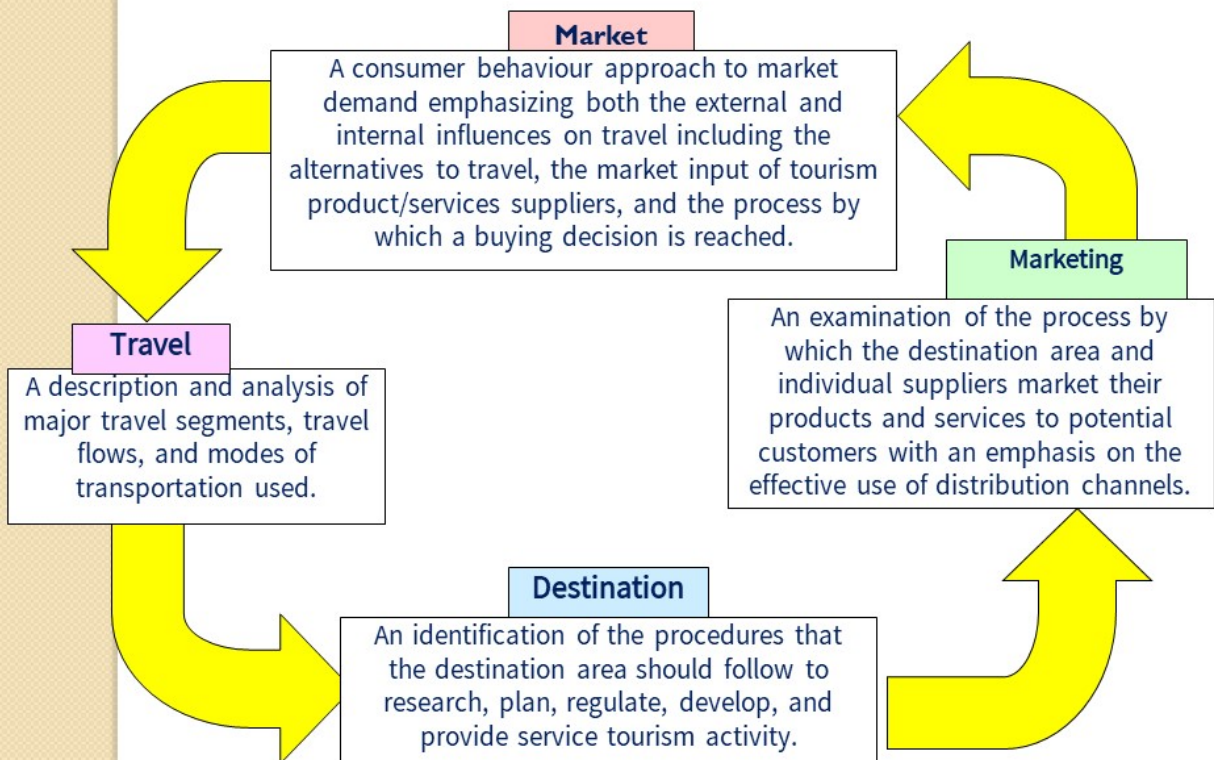 Market
A consumer behaviour approach to market
demand emphasizing both the external and
internal influences on travel including the
alternatives to travel, the market input of tourism
product/services suppliers, and the process by
which a buying decision is reached.
Travel
A description and analysis of
major travel segments, travel
flows, and modes of
transportation used.
Destination
An identification of the procedures that
the destination area should follow to
research, plan, regulate, develop, and
provide service tourism activity.
Marketing
An examination of the process by
which the destination area and
individual suppliers market their
products and services to potential
customers with an emphasis on the
effective use of distribution channels.